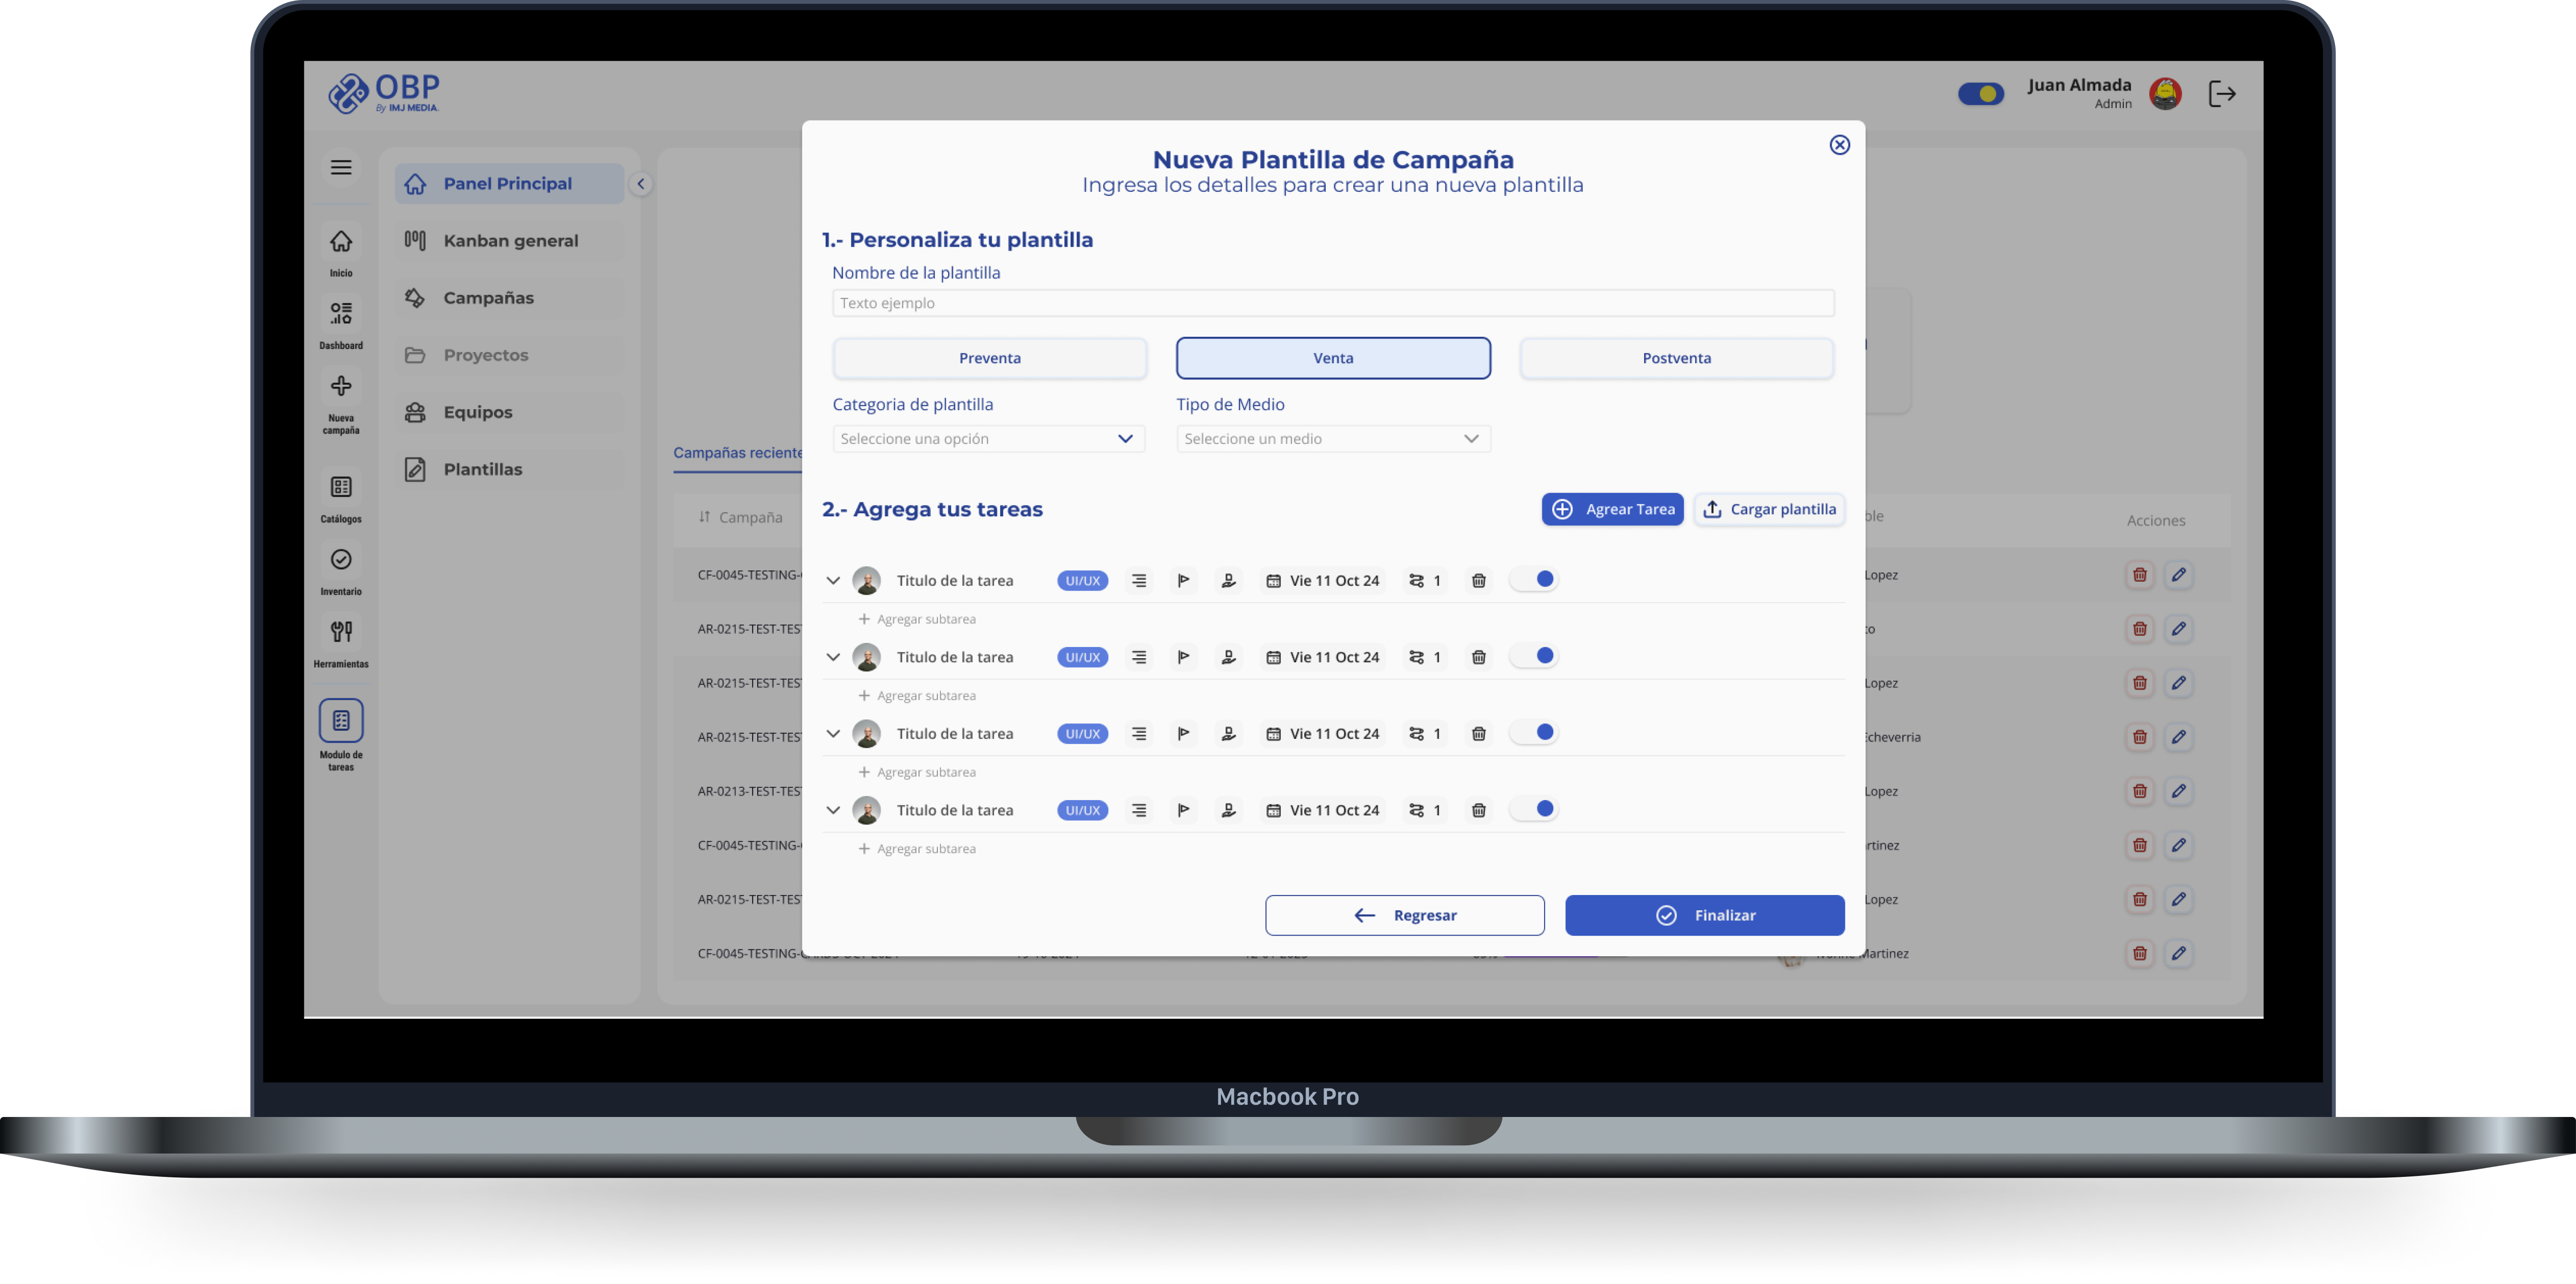 OBP
By IMJ MEDIA.
Juan Almada
Admin
Inicio
Dashboard
Nueva
campaña
Catálogos
Inventario
Herramientas
Modulo de
tareas
Panel Principal
Kanban general
Campañas
Proyectos
Equipos
Plantillas
Campañas reciente
Campaña
Acciones
CF-0045-TESTING-
Lopez
AR-0215-TEST-TES
AR-0215-TEST-TES
Lopez
AR-0215-TEST-TES
Echeverria
AR-0213-TEST-TES
Lopez
CF-0045-TESTING-
AR-0215-TEST-TES
Lopez
CF-0045-TESTING-
Martinez
Nueva Plantilla de Campaña
Ingresa los detalles para crear una nueva plantilla
1.- Personaliza tu plantilla
Nombre de la plantilla
Texto ejemplo
Preventa
Venta
Postventa
Categoria de plantilla
Tipo de Medio
Seleccione una opción
Seleccione un medio
2.- Agrega tus tareas
Agrear Tarea
Cargar plantilla
Titulo de la tarea UI/UX Vie 11 Oct 24 1
Agregar subtarea
Titulo de la tarea UI/UX Vie 11 Oct 24 1
Agregar subtarea
Titulo de la tarea UI/UX Vie 11 Oct 24 1
Agregar subtarea
Titulo de la tarea UI/UX Vie 11 Oct 24 1
Agregar subtarea
Regresar
Finalizar
Macbook Pro